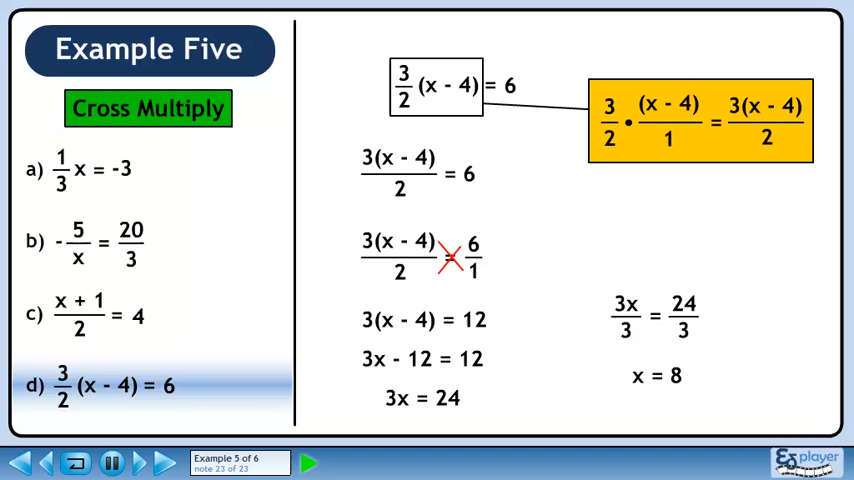 Example Five
Cross Multiply
a) 1/3 x = -3
b) - 5/x = 20/3
c) (x + 1)/2 = 4
d) 3/2 (x - 4) = 6
3/2 (x - 4) = 6
3/2 • (x - 4)/1 = 3(x - 4)/2
3(x - 4)/2 = 6
3(x - 4)/2 = 6/1
3(x - 4) = 12
3x - 12 = 12
3x = 24
3x/3 = 24/3
x = 8
Example 5 of 6
note 23 of 23
player